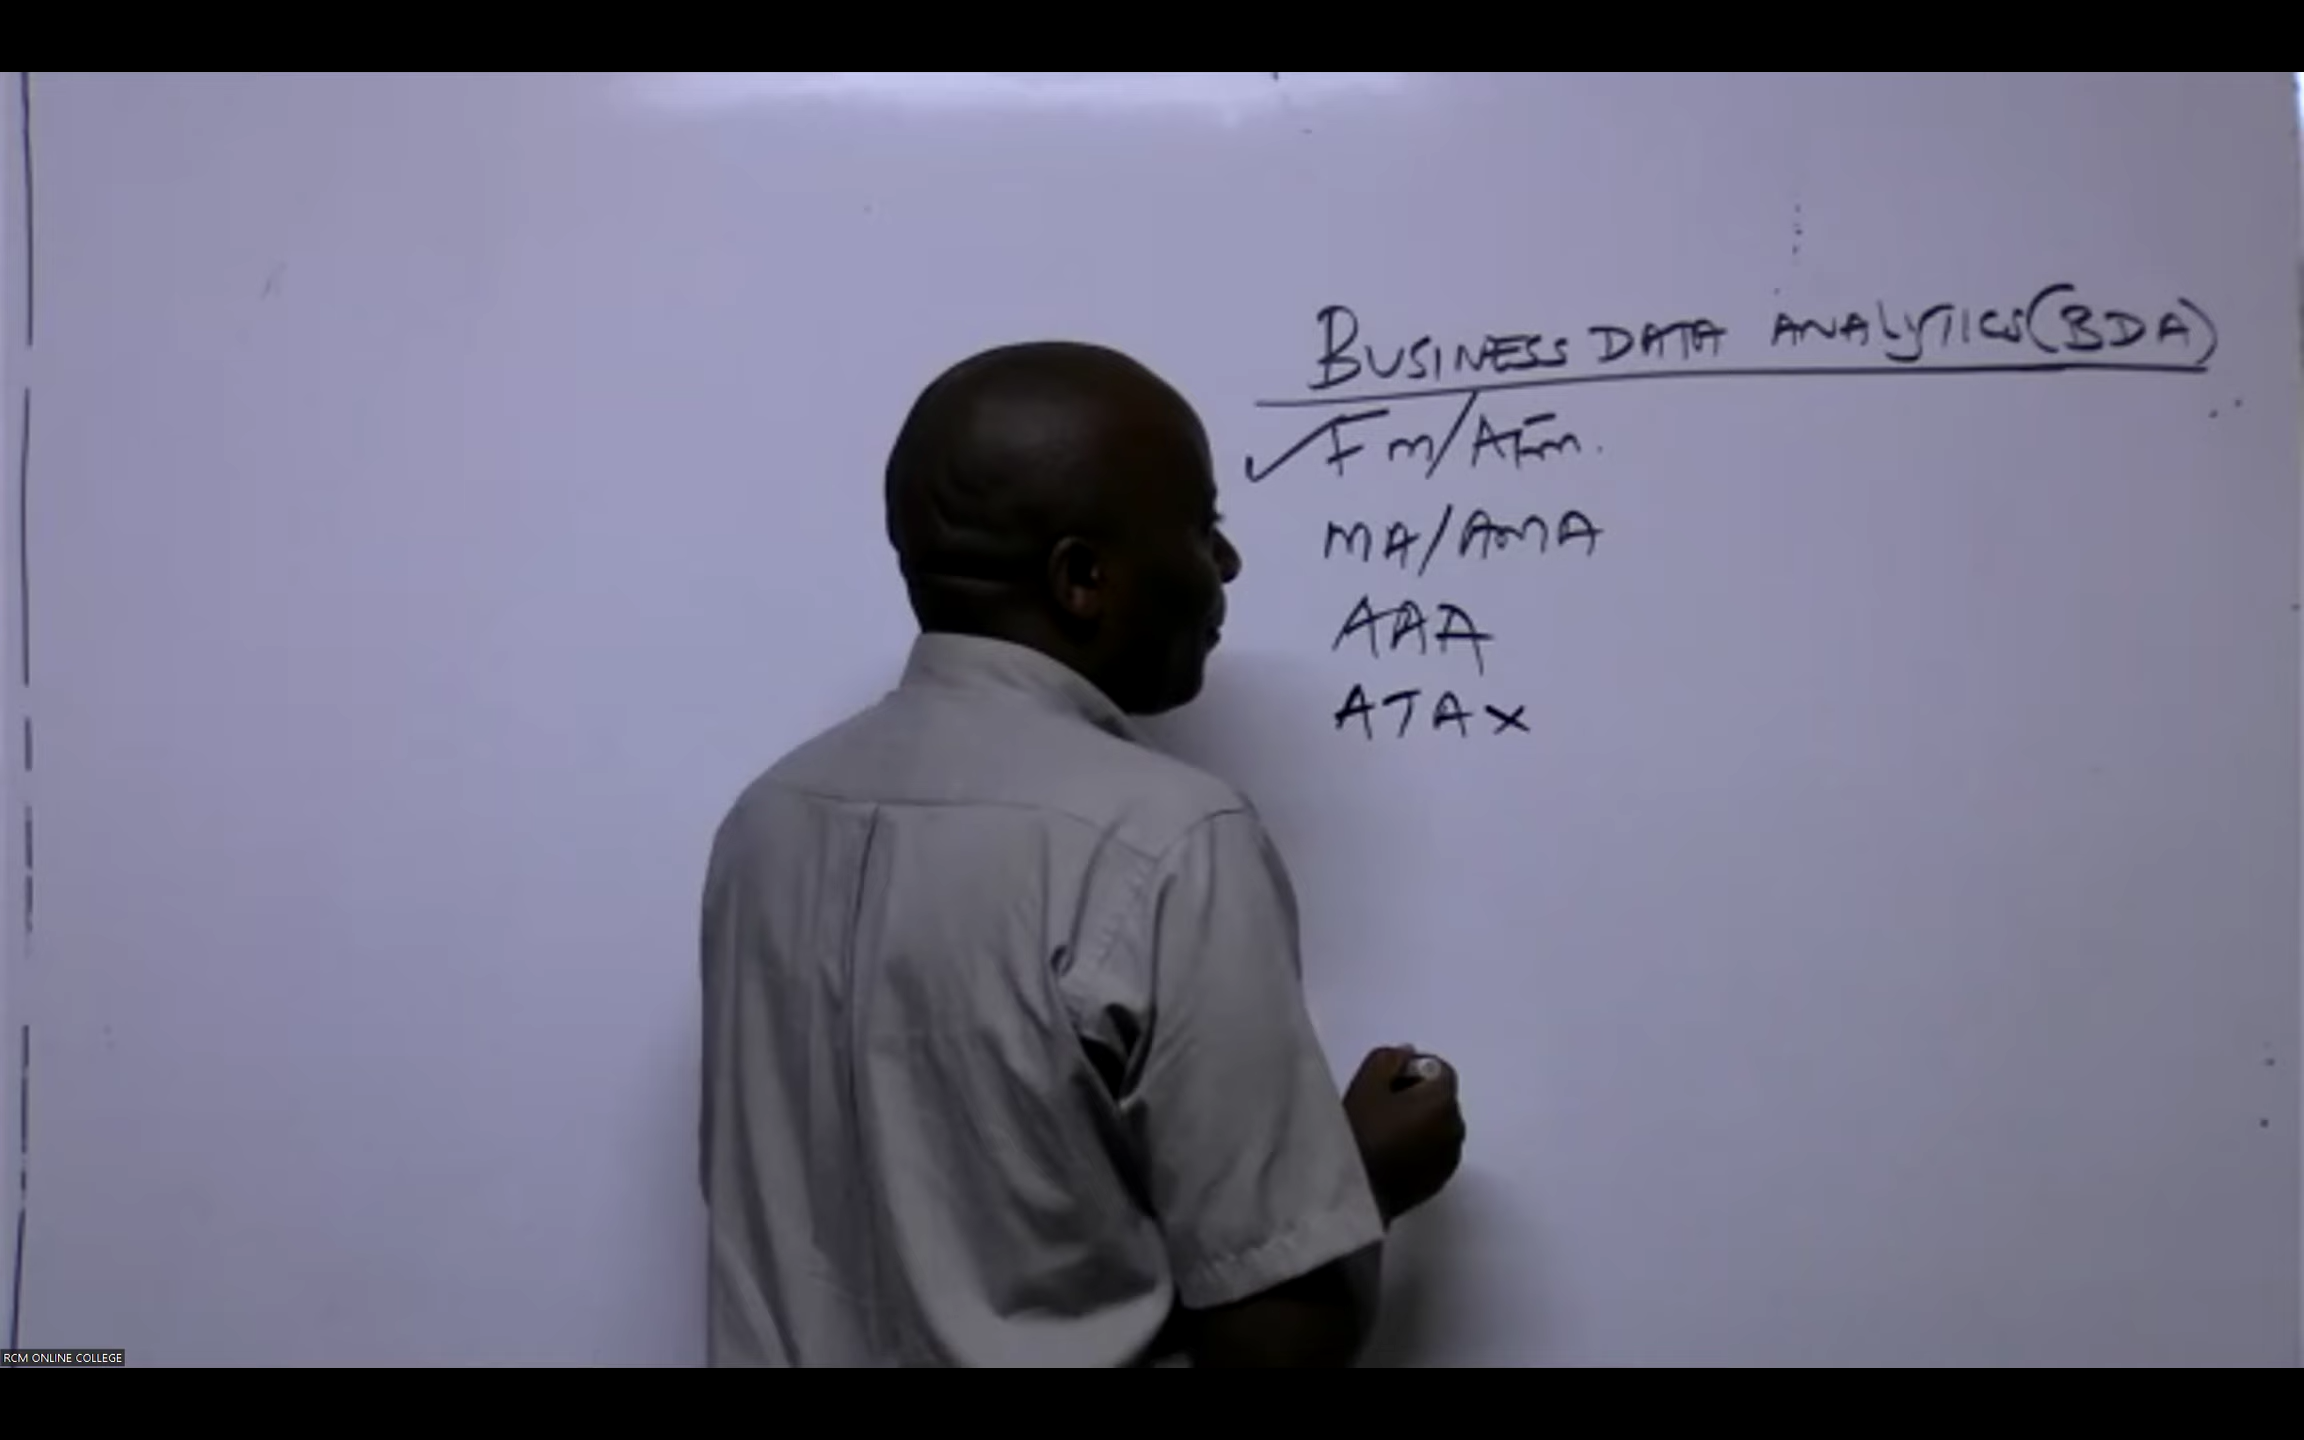 BUSINESS DATA ANALYTICS (BDA)
Fm/AFm.
MA/AMA
AAA
ATAX
RCM ONLINE COLLEGE